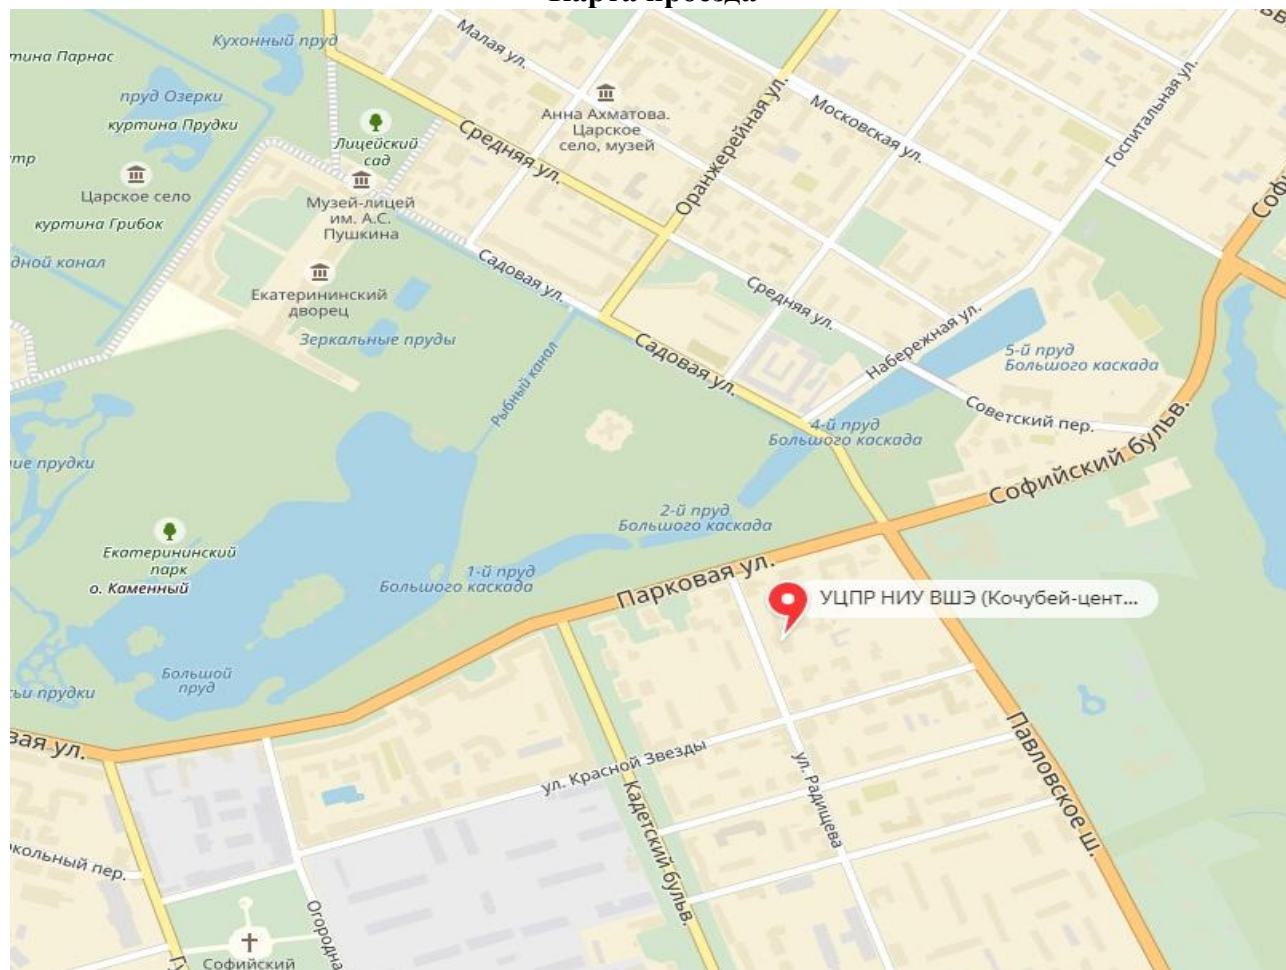 Карта проезда
Кухонный пруд
Малая ул.
тина Парнас
пруд Озерки
куртина Прудки
Лицейский
сад
Анна Ахматова.
Царское
село, музей
Средняя ул.
Оранжерейная ул.
Московская ул.
Госпитальная ул.
Царское село
куртина Грибок
Музей-лицей
им. А.С.
Пушкина
дной канал
Екатерининский
дворец
Зеркальные пруды
Садовая ул.
Рыбный канал
Средняя ул.
Садовая ул.
Набережная ул.
5-й пруд
Большого каскада
Советский пер.
4-й пруд
Большого каскада
Софийский бульв.
ие прудки
2-й пруд
Большого каскада
Екатерининский
парк
о. Каменный
1-й пруд
Большого каскада
Парковая ул.
УЦПР НИУ ВШЭ (Кочубей-цент...
Большой
пруд
тьи прудки
вая ул.
ул. Красной Звезды
ул. Радищева
Павловское ш.
Кадетский бульв.
кольный пер.
Огородна
Софийский